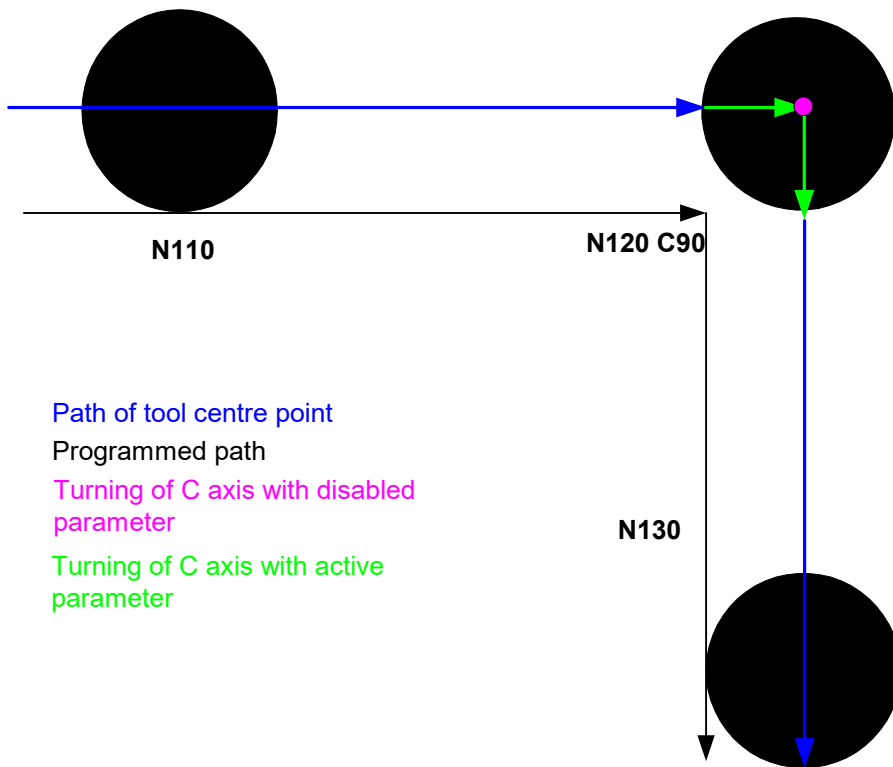 N110
N120 C90
Path of tool centre point
Programmed path
Turning of C axis with disabled
parameter
N130
Turning of C axis with active
parameter